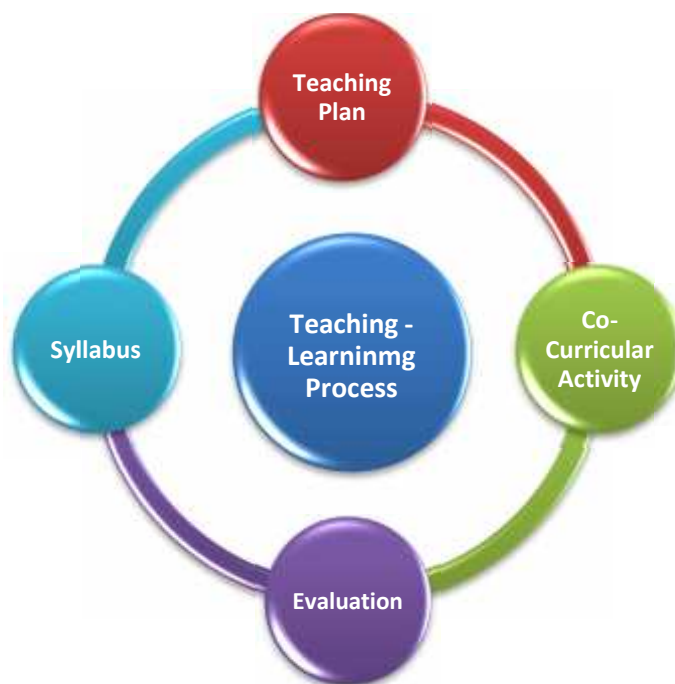 Teaching
Plan
Syllabus
Teaching -
Learninmg
Process
Co-
Curricular
Activity
Evaluation